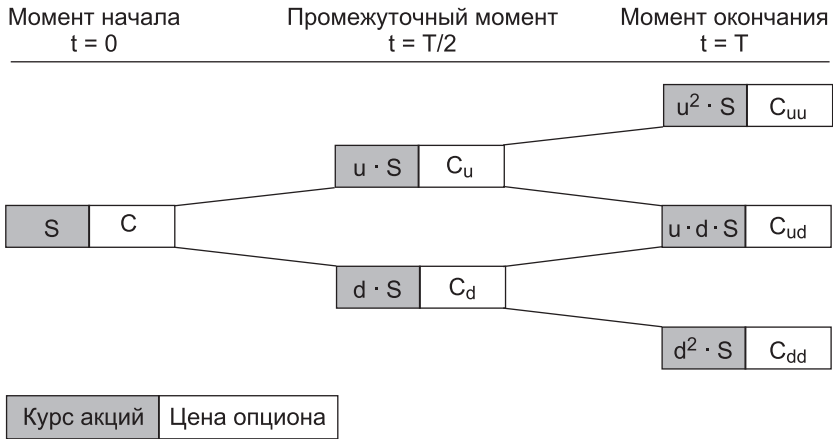 Момент начала
t = 0
Промежуточный момент
t = T/2
Момент окончания
t = T
u² · S
Cuu
u · S
Cu
S
C
u·d·S
Cud
d · S
Cd
d² · S
Cdd
Курс акций
Цена опциона